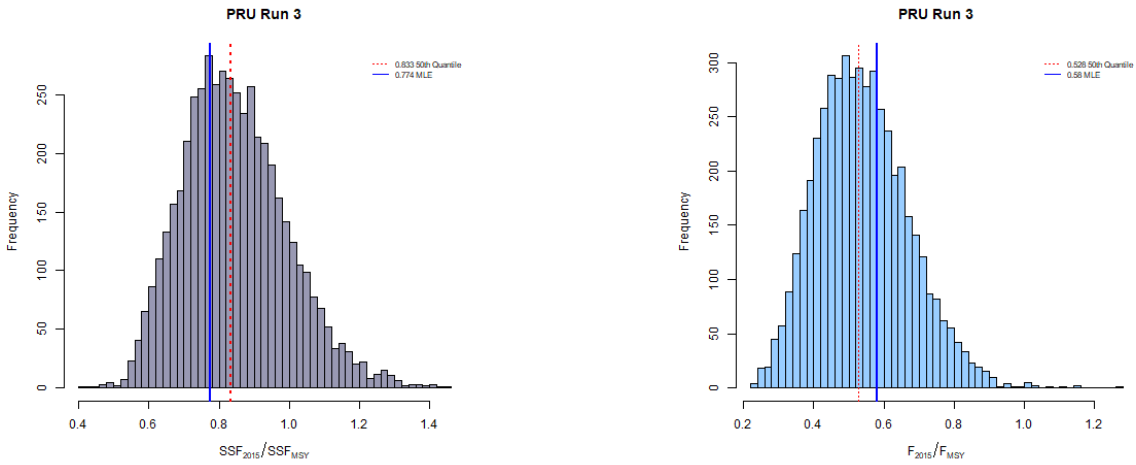 PRU Run 3
0.833 50th Quantile
0.774 MLE
Frequency
250
200
150
100
50
0
0.4 0.6 0.8 1.0 1.2 1.4
SSF2015/SSFMSY
PRU Run 3
0.528 50th Quantile
0.58 MLE
Frequency
300
250
200
150
100
50
0
0.2 0.4 0.6 0.8 1.0 1.2
F2015/FMSY